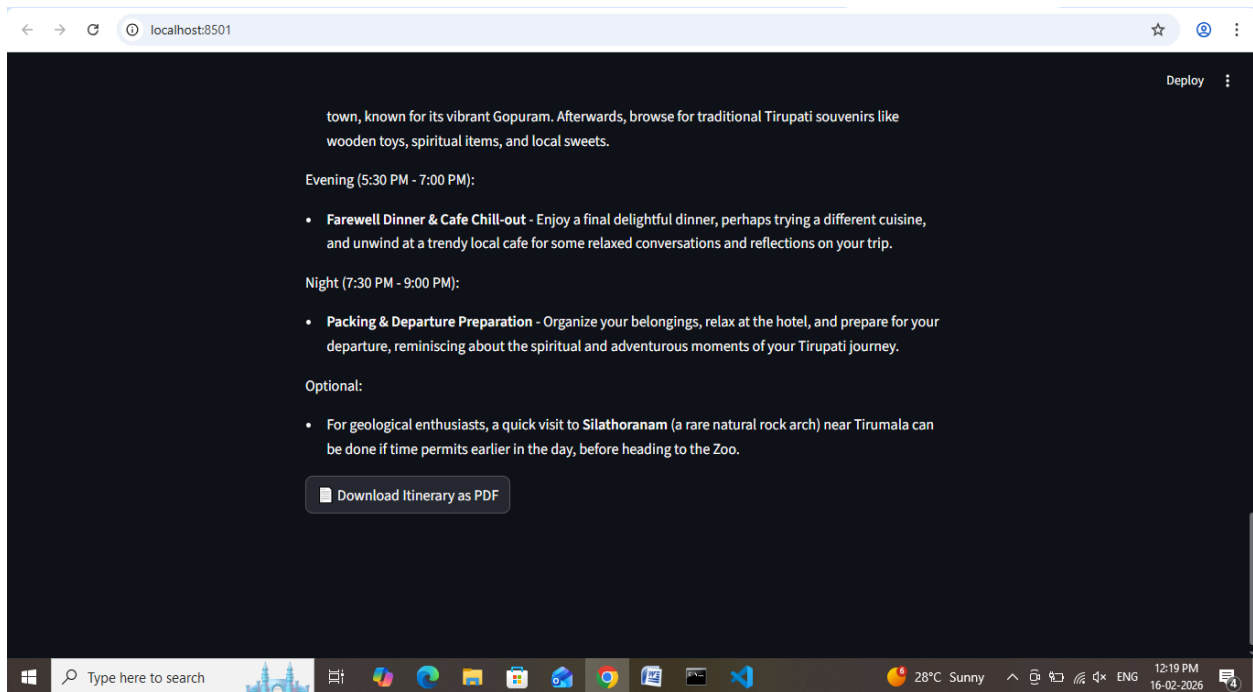 localhost:8501
Deploy
town, known for its vibrant Gopuram. Afterwards, browse for traditional Tirupati souvenirs like
wooden toys, spiritual items, and local sweets.
Evening (5:30 PM - 7:00 PM):
• Farewell Dinner & Cafe Chill-out - Enjoy a final delightful dinner, perhaps trying a different cuisine,
and unwind at a trendy local cafe for some relaxed conversations and reflections on your trip.
Night (7:30 PM - 9:00 PM):
• Packing & Departure Preparation - Organize your belongings, relax at the hotel, and prepare for your
departure, reminiscing about the spiritual and adventurous moments of your Tirupati journey.
Optional:
• For geological enthusiasts, a quick visit to Silathoranam (a rare natural rock arch) near Tirumala can
be done if time permits earlier in the day, before heading to the Zoo.
Download Itinerary as PDF
Type here to search
6
28°C Sunny
ENG
12:19 PM
16-02-2026
4